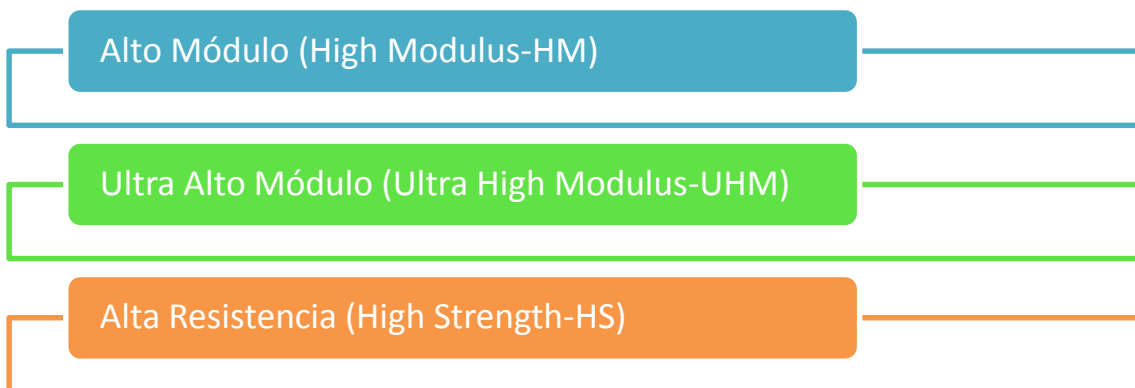 Alto Módulo (High Modulus-HM)
Ultra Alto Módulo (Ultra High Modulus-UHM)
Alta Resistencia (High Strength-HS)